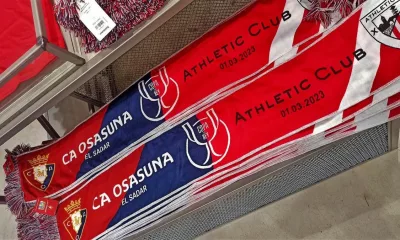 ATHLETIC CLUB
01.03.2023
CA OSASUNA
EL SADAR
ATHLETIC CLUB
01.03.2023
CA OSASUNA
EL SADAR